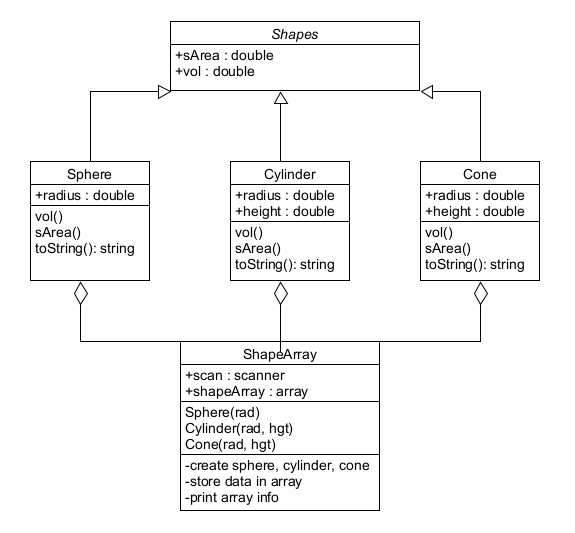 Shapes
+sArea : double
+vol : double
Sphere
+radius : double
vol()
sArea()
toString(): string
Cylinder
+radius : double
+height : double
vol()
sArea()
toString(): string
Cone
+radius : double
+height : double
vol()
sArea()
toString(): string
ShapeArray
+scan : scanner
+shapeArray : array
Sphere(rad)
Cylinder(rad, hgt)
Cone(rad, hgt)
-create sphere, cylinder, cone
-store data in array
-print array info